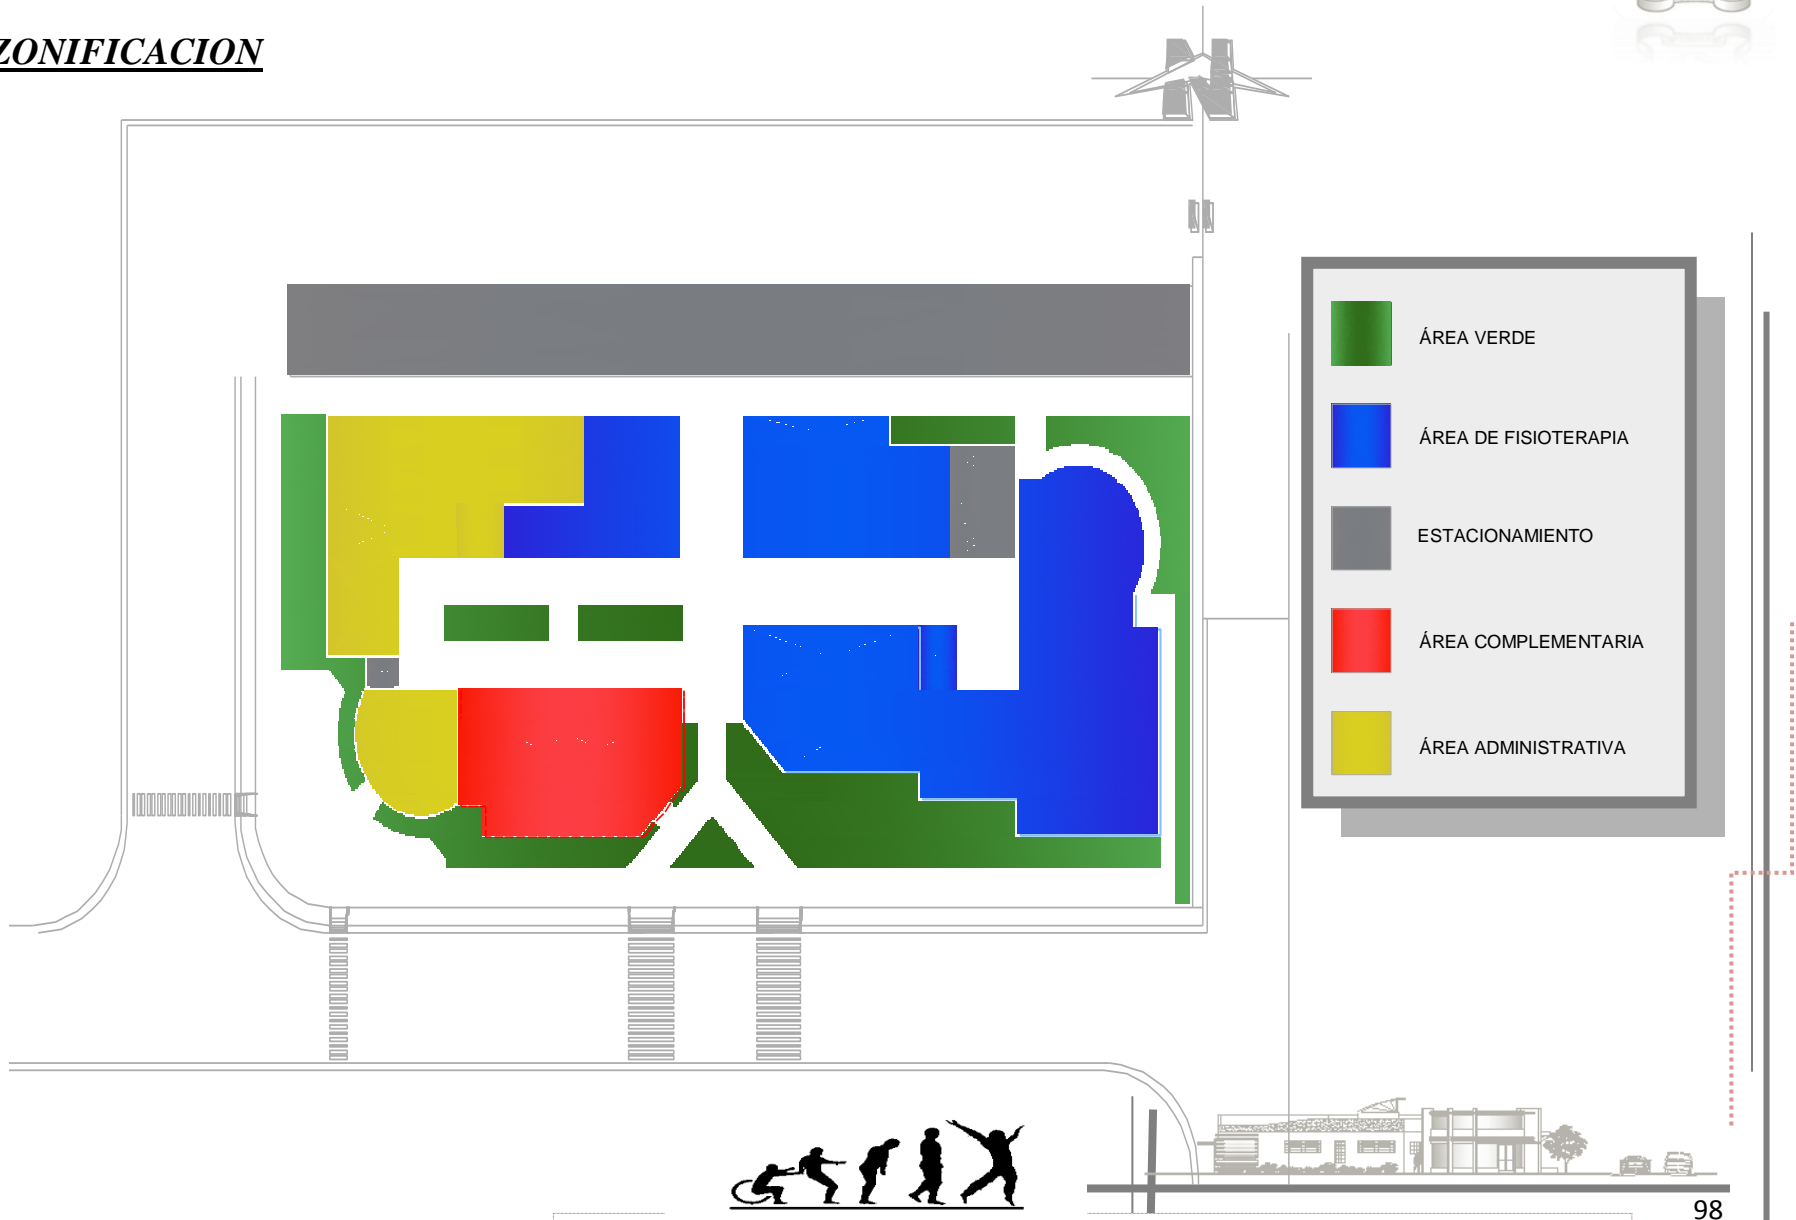 ZONIFICACION
N
ÁREA VERDE
ÁREA DE FISIOTERAPIA
ESTACIONAMIENTO
ÁREA COMPLEMENTARIA
ÁREA ADMINISTRATIVA
98